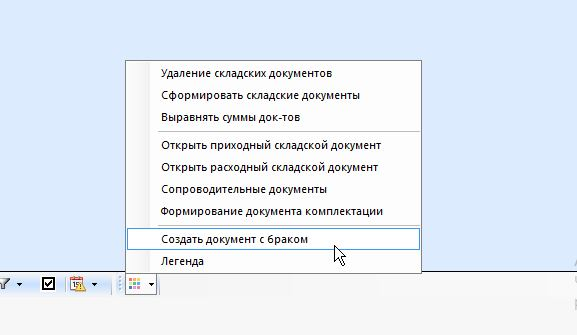 Удаление складских документов
Сформировать складские документы
Выравнять суммы док-тов
Открыть приходный складской документ
Открыть расходный складской документ
Сопроводительные документы
Формирование документа комплектации
Создать документ с браком
Легенда